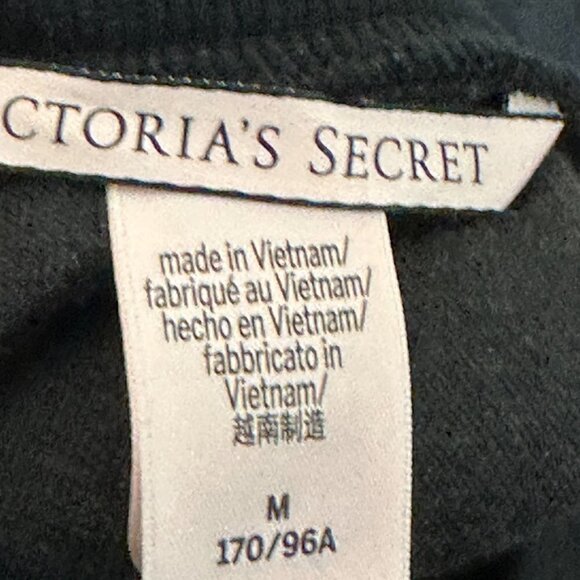 CTORIA'S SECRET
made in Vietnam/
fabriqué au Vietnam/
hecho en Vietnam/
fabbricato in
Vietnam/
越南制造
M
170/96A